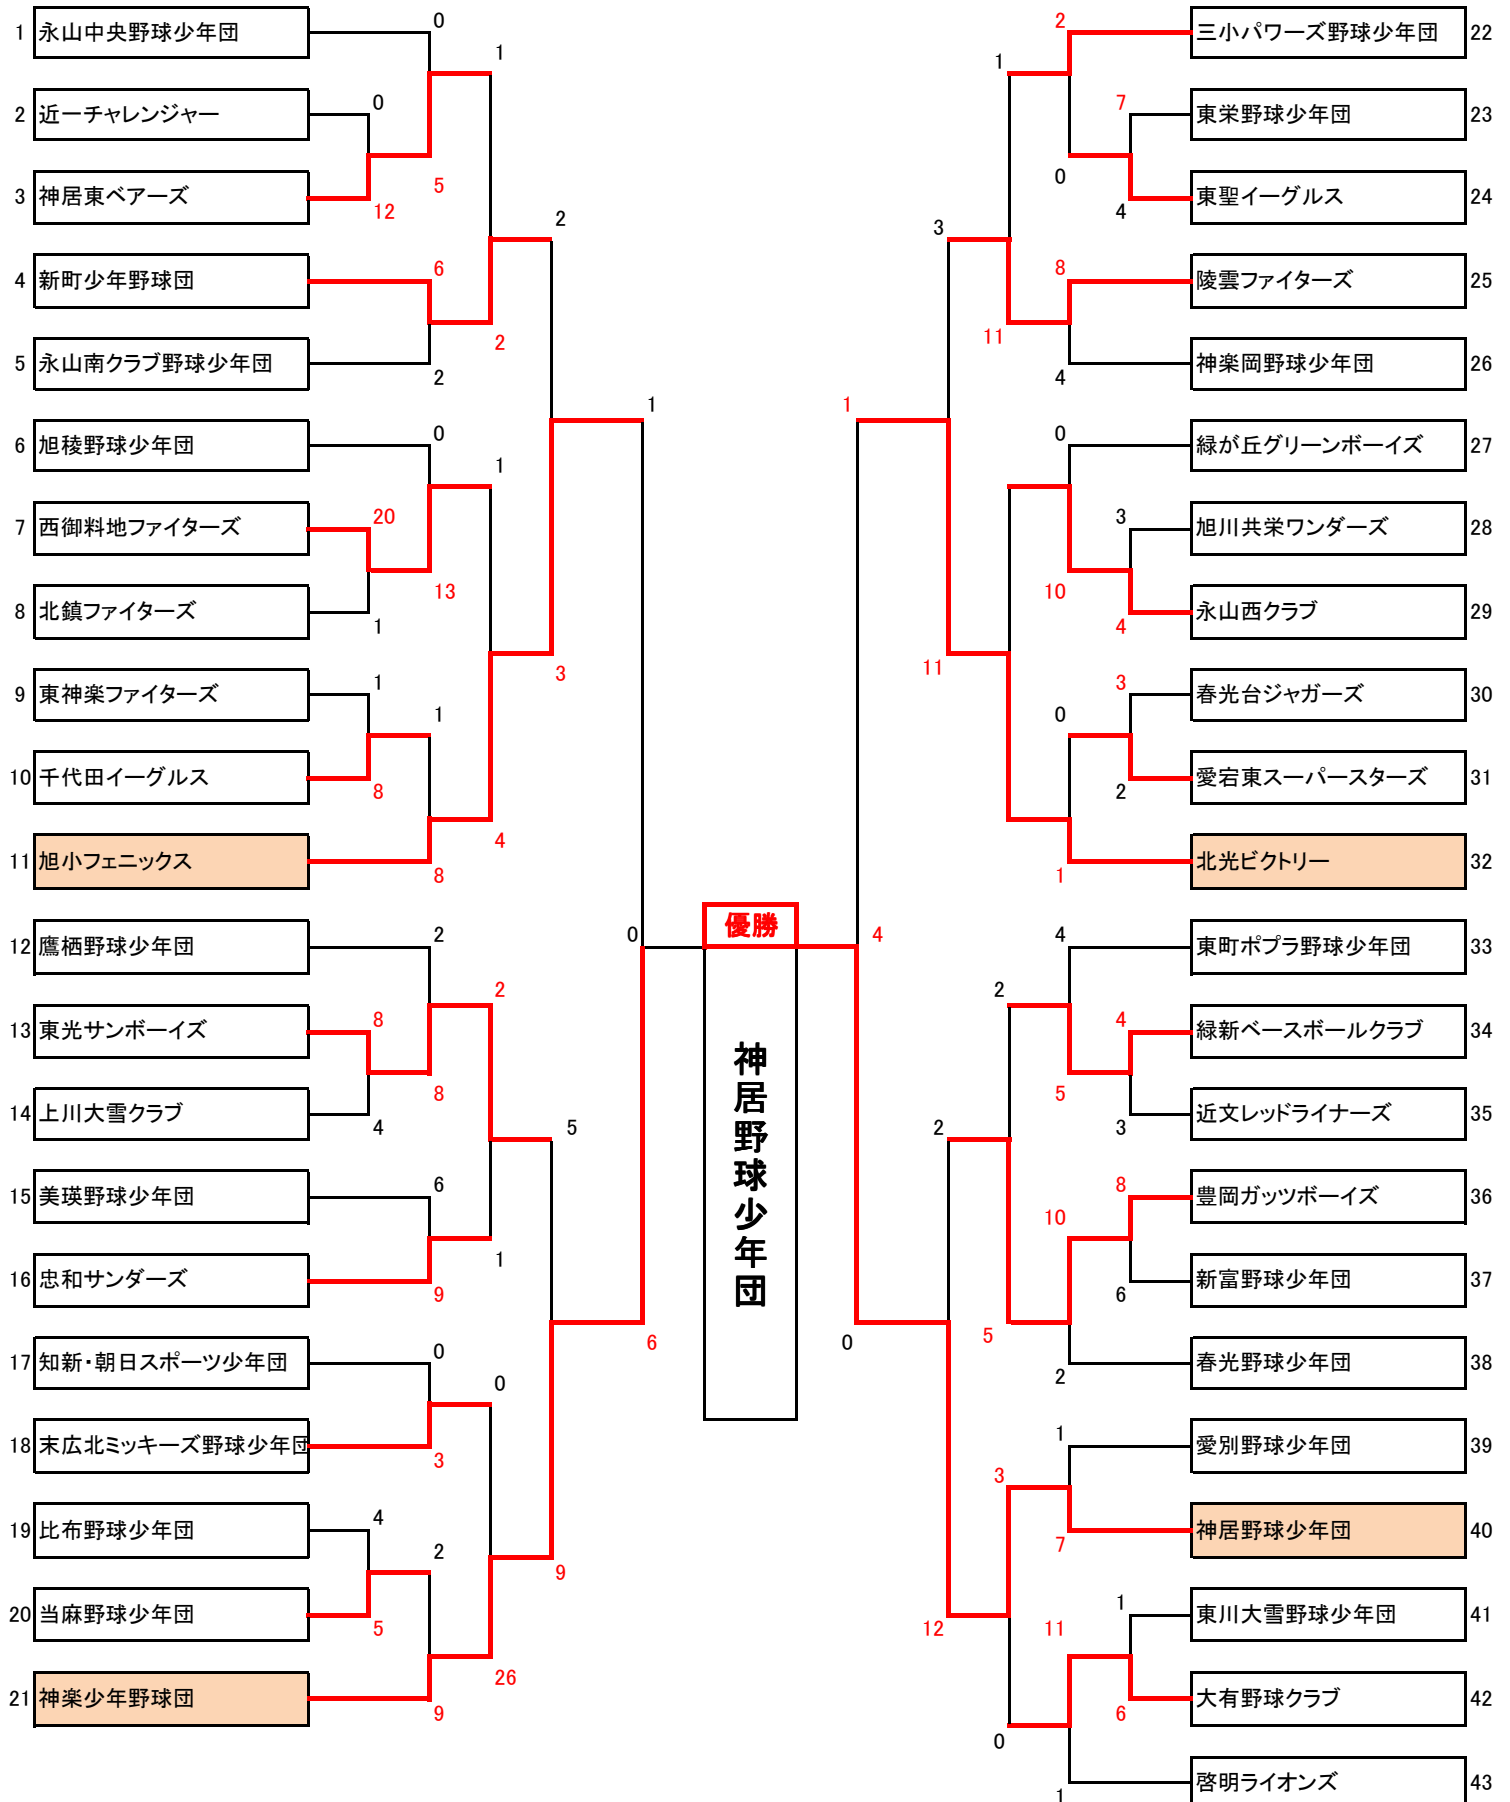 1 永山中央野球少年団
2 近一チャレンジャー
3 神居東ベアーズ
4 新町少年野球団
5 永山南クラブ野球少年団
6 旭稜野球少年団
7 西御料地ファイターズ
8 北鎮ファイターズ
9 東神楽ファイターズ
10 千代田イーグルス
11 旭小フェニックス
12 鷹栖野球少年団
13 東光サンボーイズ
14 上川大雪クラブ
15 美瑛野球少年団
16 忠和サンダーズ
17 知新・朝日スポーツ少年団
18 末広北ミッキーズ野球少年団
19 比布野球少年団
20 当麻野球少年団
21 神楽少年野球団
0
0
12
5
6
2
0
20
1
13
1
8
1
8
2
8
4
8
6
9
0
3
4
5
2
9
1
2
1
4
2
1
0
26
2
3
5
9
1
6
0
優勝
4
神居野球少年団
1
0
3
11
2
12
1
11
2
5
3
0
2
0
7
4
8
4
0
10
3
4
0
3
2
1
4
5
4
3
10
8
6
2
1
7
11
1
6
1
三小パワーズ野球少年団 22
東栄野球少年団 23
東聖イーグルス 24
陵雲ファイターズ 25
神楽岡野球少年団 26
緑が丘グリーンボーイズ 27
旭川共栄ワンダーズ 28
永山西クラブ 29
春光台ジャガーズ 30
愛宕東スーパースターズ 31
北光ビクトリー 32
東町ポプラ野球少年団 33
緑新ベースボールクラブ 34
近文レッドライナーズ 35
豊岡ガッツボーイズ 36
新富野球少年団 37
春光野球少年団 38
愛別野球少年団 39
神居野球少年団 40
東川大雪野球少年団 41
大有野球クラブ 42
啓明ライオンズ 43